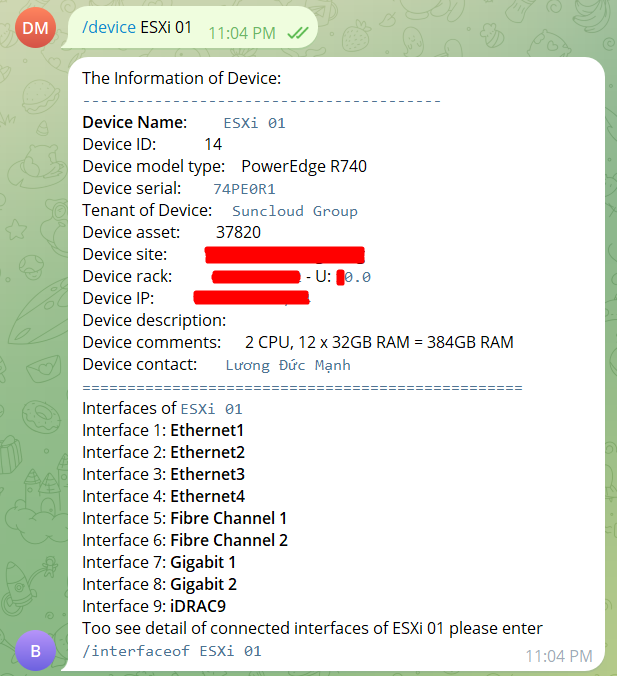 DM
/device ESXi 01 11:04 PM
The Information of Device:
---------------------------------------
Device Name: ESXi 01
Device ID: 14
Device model type: PowerEdge R740
Device serial: 74PE0R1
Tenant of Device: Suncloud Group
Device asset: 37820
Device site:
Device rack: - U: 0.0
Device IP:
Device description:
Device comments: 2 CPU, 12 x 32GB RAM = 384GB RAM
Device contact: Lương Đức Mạnh
=================================================
Interfaces of ESXi 01
Interface 1: Ethernet1
Interface 2: Ethernet2
Interface 3: Ethernet3
Interface 4: Ethernet4
Interface 5: Fibre Channel 1
Interface 6: Fibre Channel 2
Interface 7: Gigabit 1
Interface 8: Gigabit 2
Interface 9: iDRAC9
Too see detail of connected interfaces of ESXi 01 please enter
/interfaceof ESXi 01
11:04 PM
B